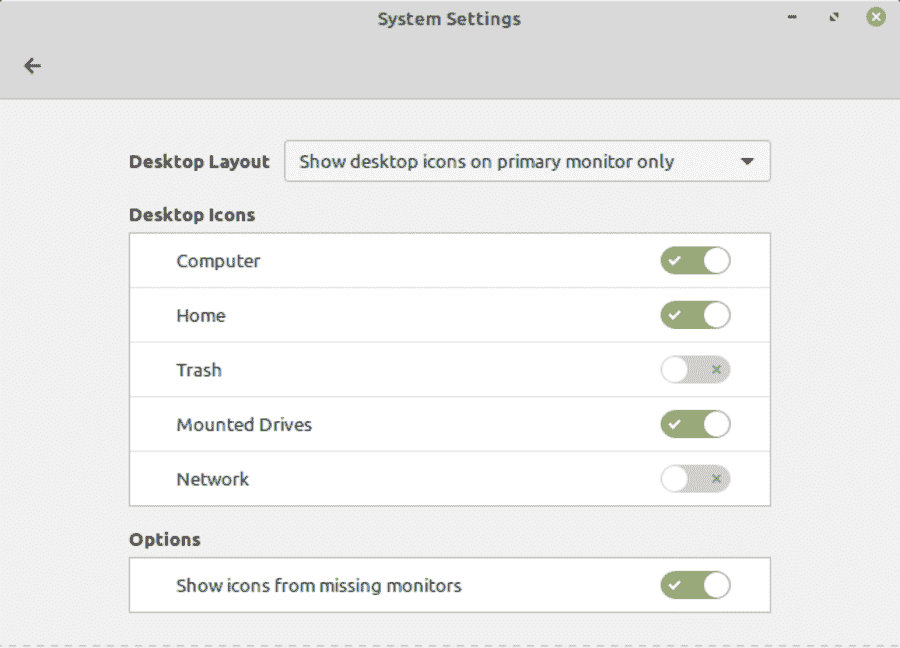 System Settings
Desktop Layout Show desktop icons on primary monitor only
Desktop Icons
Computer
Home
Trash
Mounted Drives
Network
Options
Show icons from missing monitors